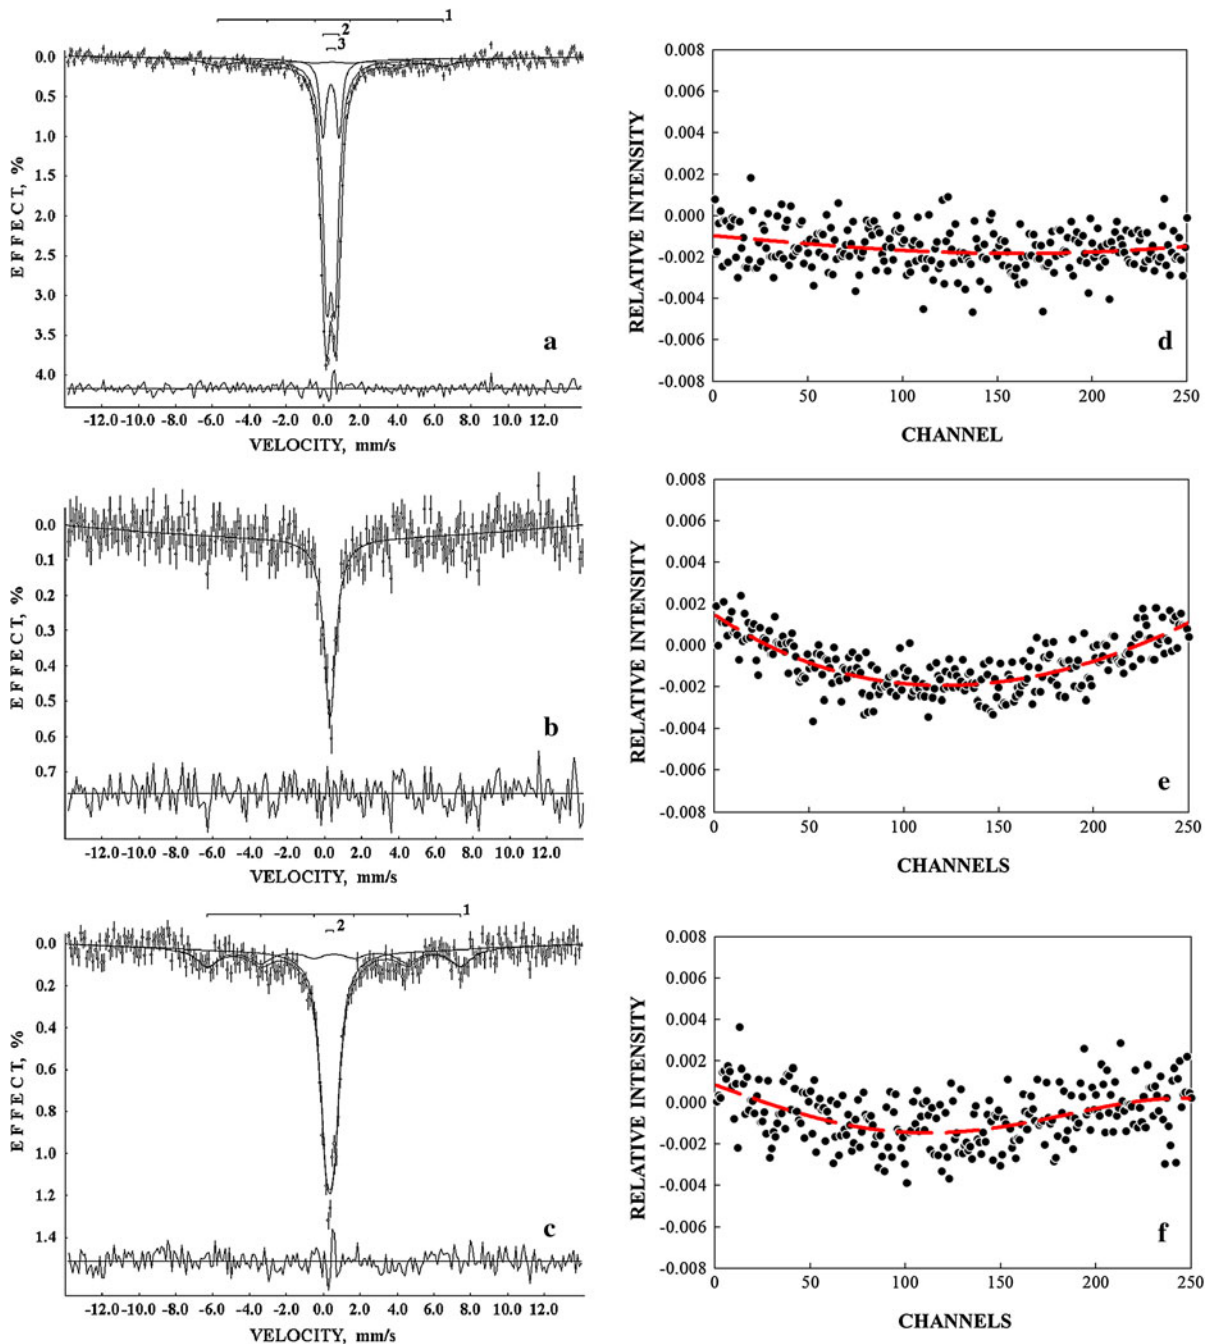 1
2
3
0.0
0.5
1.0
1.5
2.0
2.5
3.0
3.5
4.0
EFFECT, %
a
-12.0 -10.0 -8.0 -6.0 -4.0 -2.0 0.0 2.0 4.0 6.0 8.0 10.0 12.0
VELOCITY, mm/s
0.008
0.006
0.004
0.002
0.000
-0.002
-0.004
-0.006
-0.008
RELATIVE INTENSITY
d
0 50 100 150 200 250
CHANNEL
0.0
0.1
0.2
0.3
0.4
0.5
0.6
0.7
EFFECT, %
b
-12.0 -10.0 -8.0 -6.0 -4.0 -2.0 0.0 2.0 4.0 6.0 8.0 10.0 12.0
VELOCITY, mm/s
0.008
0.006
0.004
0.002
0.000
-0.002
-0.004
-0.006
-0.008
RELATIVE INTENSITY
e
0 50 100 150 200 250
CHANNELS
1
2
0.0
0.2
0.4
0.6
0.8
1.0
1.2
1.4
EFFECT, %
c
-12.0 -10.0 -8.0 -6.0 -4.0 -2.0 0.0 2.0 4.0 6.0 8.0 10.0 12.0
VELOCITY, mm/s
0.008
0.006
0.004
0.002
0.000
-0.002
-0.004
-0.006
-0.008
RELATIVE INTENSITY
f
0 50 100 150 200 250
CHANNELS